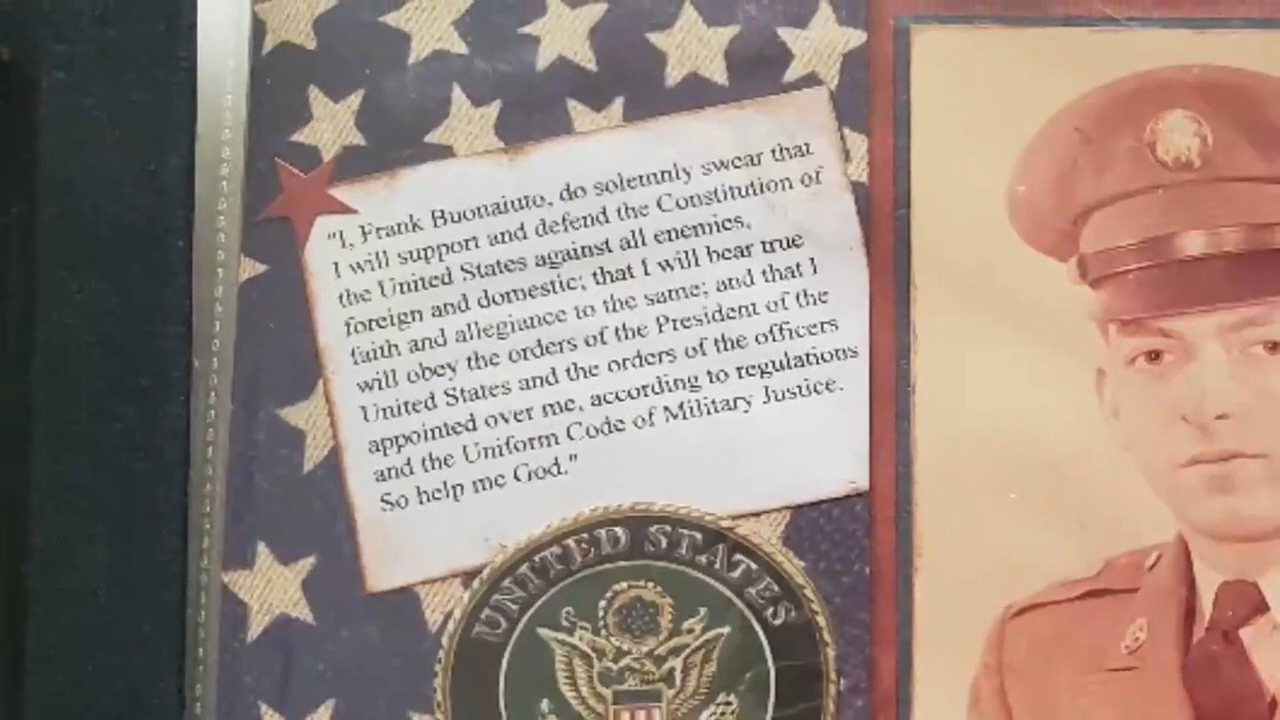 "I, Frank Buonaiuto, do solemnly swear that
I will support and defend the Constitution of
the United States against all enemies,
foreign and domestic; that I will bear true
faith and allegiance to the same; and that I
will obey the orders of the President of the
United States and the orders of the officers
appointed over me, according to regulations
and the Uniform Code of Military Justice.
So help me God."
UNITED STATES